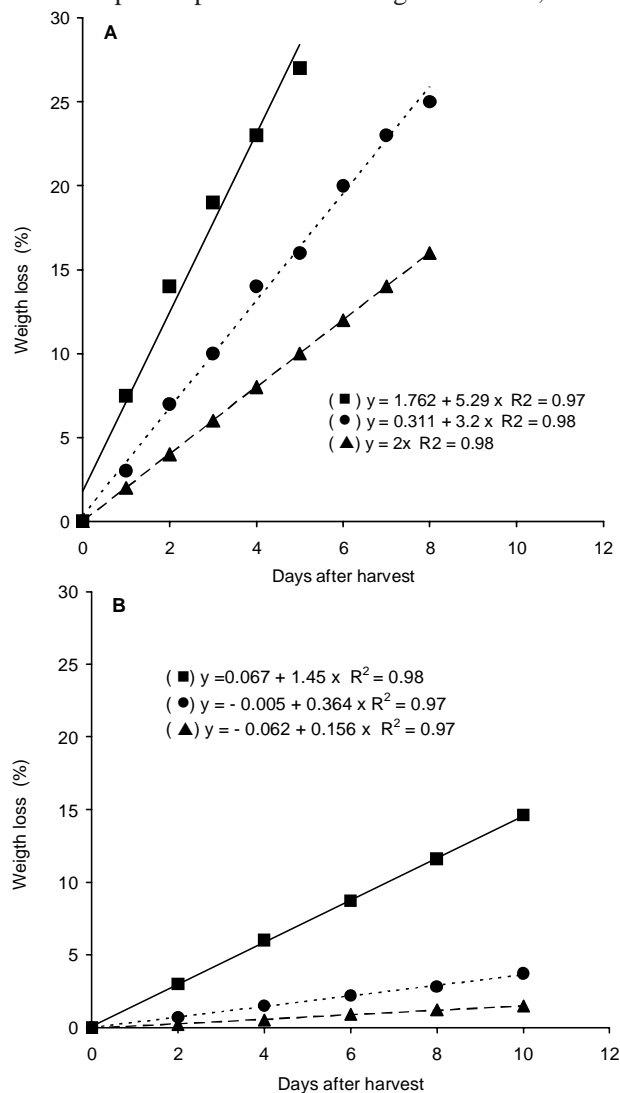 A
30
25
20
15
10
5
0
Weigth loss (%)
( ■ ) y = 1.762 + 5.29 x R2 = 0.97
( ● ) y = 0.311 + 3.2 x R2 = 0.98
( ▲ ) y = 2x R2 = 0.98
0 2 4 6 8 10 12
Days after harvest
B
30
25
20
15
10
5
0
Weigth loss (%)
( ■ ) y =0.067 + 1.45 x R² = 0.98
( ● ) y = - 0.005 + 0.364 x R² = 0.97
( ▲ ) y = - 0.062 + 0.156 x R² = 0.97
0 2 4 6 8 10 12
Days after harvest